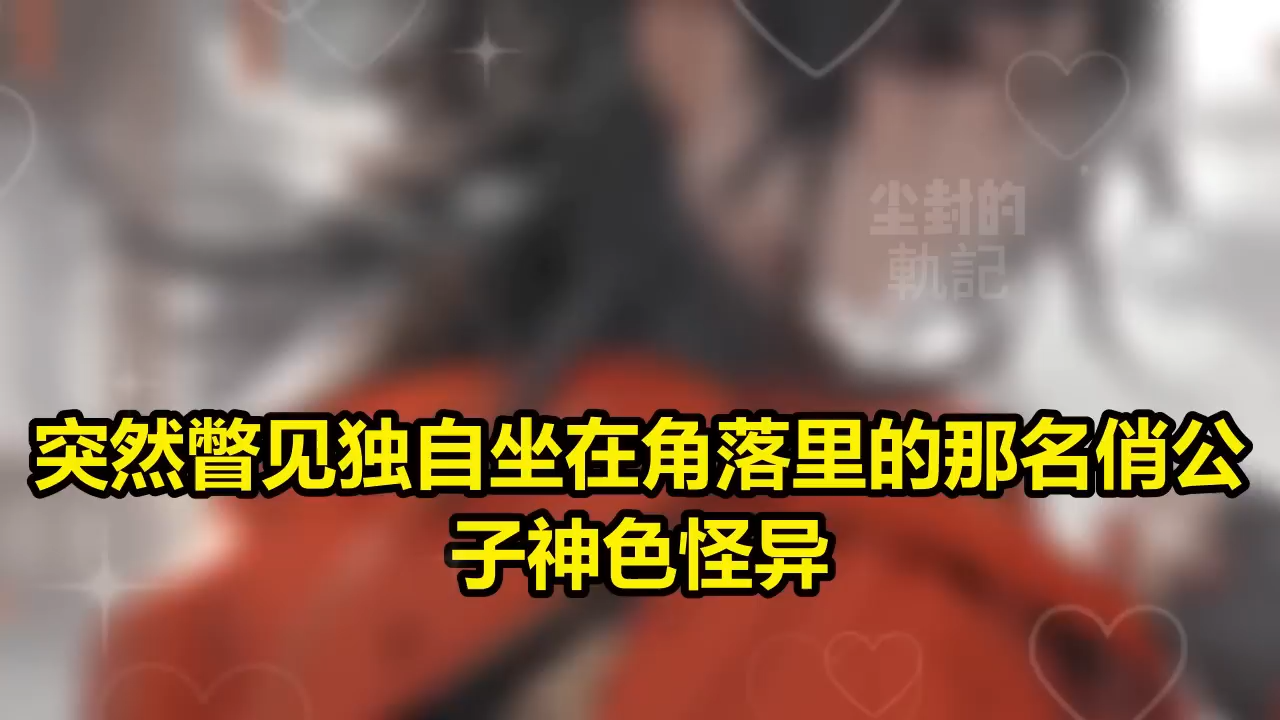 尘封的
軌記
突然瞥见独自坐在角落里的那名俏公
子神色怪异